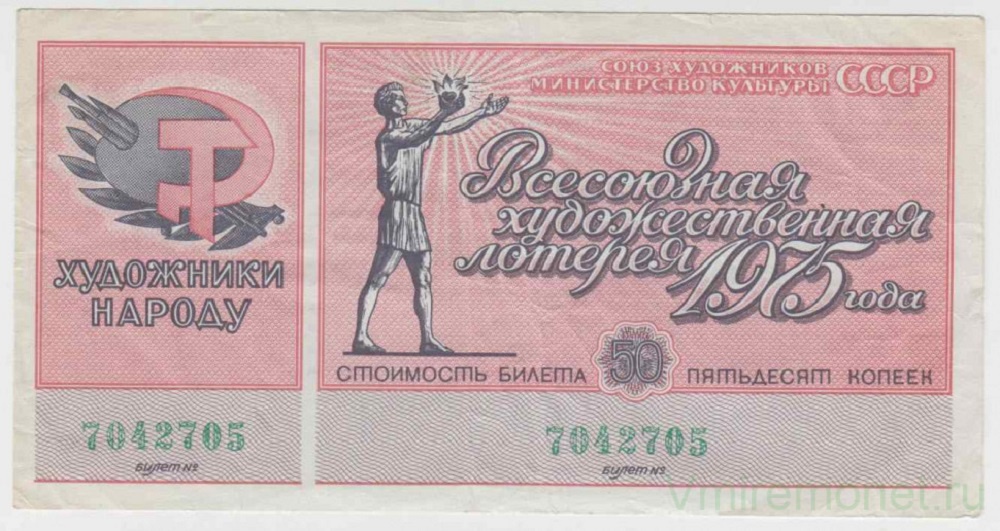 ХУДОЖНИКИ
НАРОДУ
7042705
билет №
СОЮЗ ХУДОЖНИКОВ
МИНИСТЕРСТВО КУЛЬТУРЫ СССР
Всесоюзная
художественная
лотерея 1975 года
СТОИМОСТЬ БИЛЕТА 50 ПЯТЬДЕСЯТ КОПЕЕК
7042705
билет №
Vmiremonet.ru